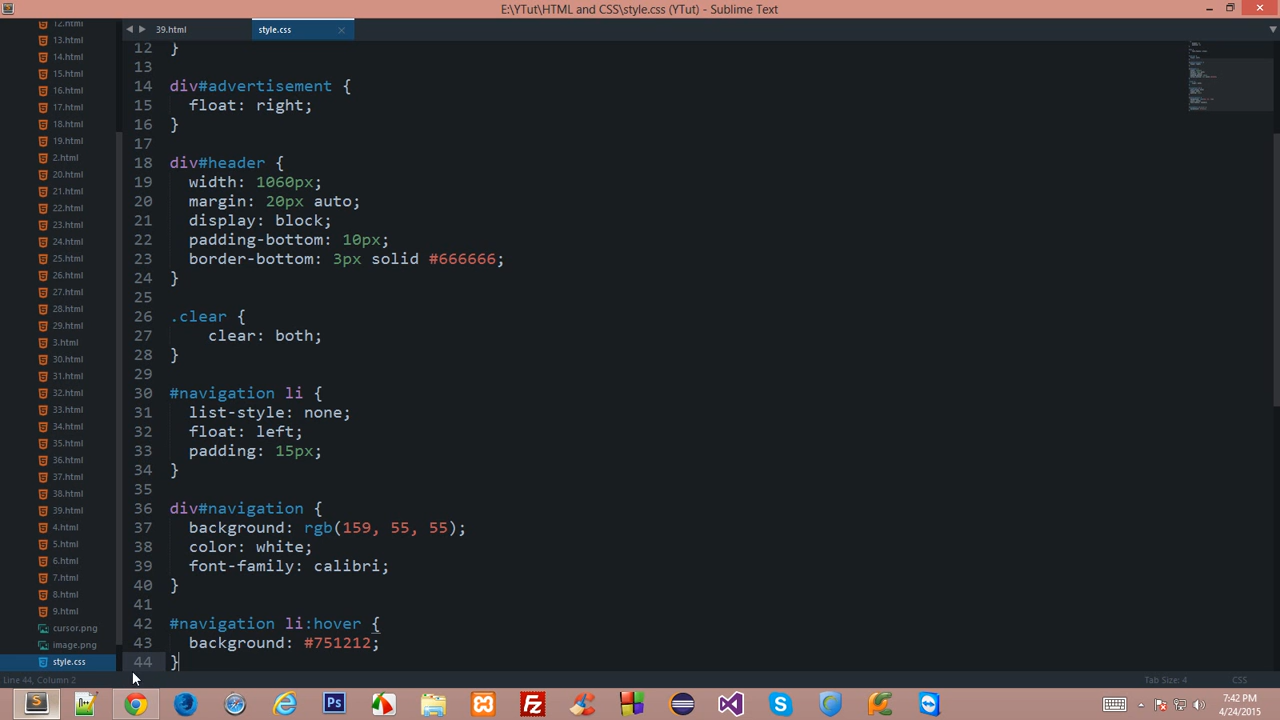 E:\YTut\HTML and CSS\style.css (YTut) - Sublime Text
39.html
style.css
12.html
13.html
14.html
15.html
16.html
17.html
18.html
19.html
2.html
20.html
21.html
22.html
23.html
24.html
25.html
26.html
27.html
28.html
29.html
3.html
30.html
31.html
32.html
33.html
34.html
35.html
36.html
37.html
38.html
39.html
4.html
5.html
6.html
7.html
8.html
9.html
cursor.png
image.png
style.css
12 }
13
14 div#advertisement {
15 float: right;
16 }
17
18 div#header {
19 width: 1060px;
20 margin: 20px auto;
21 display: block;
22 padding-bottom: 10px;
23 border-bottom: 3px solid #666666;
24 }
25
26 .clear {
27 clear: both;
28 }
29
30 #navigation li {
31 list-style: none;
32 float: left;
33 padding: 15px;
34 }
35
36 div#navigation {
37 background: rgb(159, 55, 55);
38 color: white;
39 font-family: calibri;
40 }
41
42 #navigation li:hover {
43 background: #751212;
44 }
Line 44, Column 2
Tab Size: 4
CSS
Ps
Fz
7:42 PM
4/24/2015